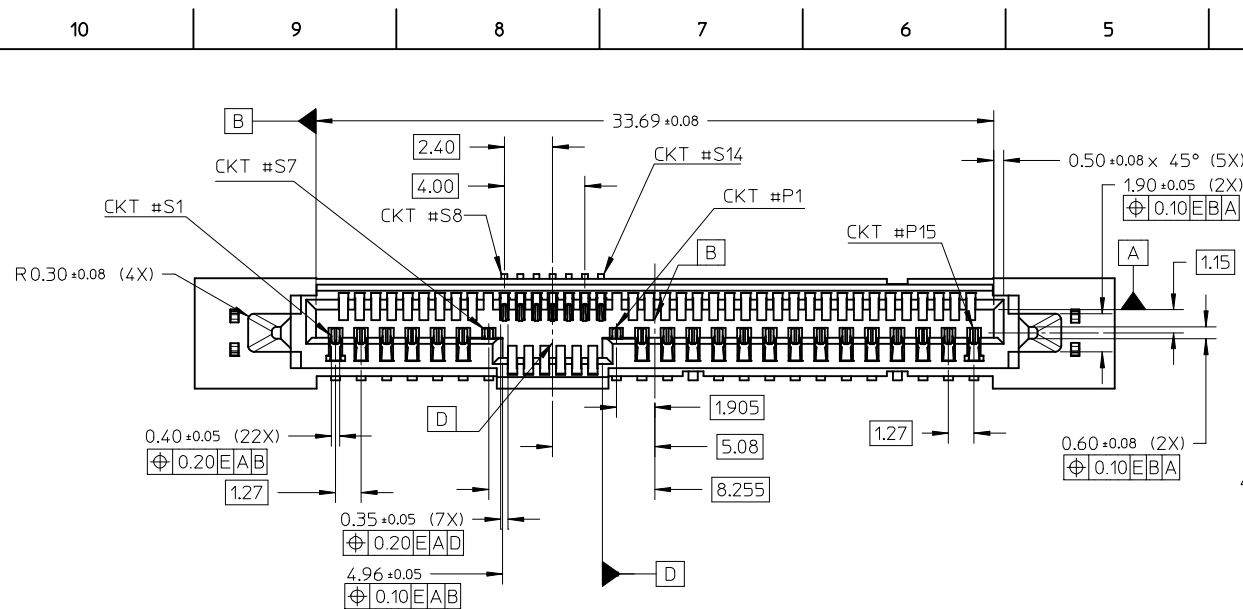 10 9 8 7 6 5
B 33.69 ±0.08
2.40
CKT #S7 CKT #S14
0.50 ±0.08 x 45° (5X)
4.00
CKT #P1
1.90 ±0.05 (2X)
⌖ 0.10 E B A
CKT #S1
CKT #S8
CKT #P15
B
A
1.15
R0.30 ±0.08 (4X)
D
1.905
0.40 ±0.05 (22X)
⌖ 0.20 E A B
1.27
5.08
0.60 ±0.08 (2X)
⌖ 0.10 E B A
1.27
8.255
0.35 ±0.05 (7X)
⌖ 0.20 E A D
4.96 ±0.05
⌖ 0.10 E A B
D